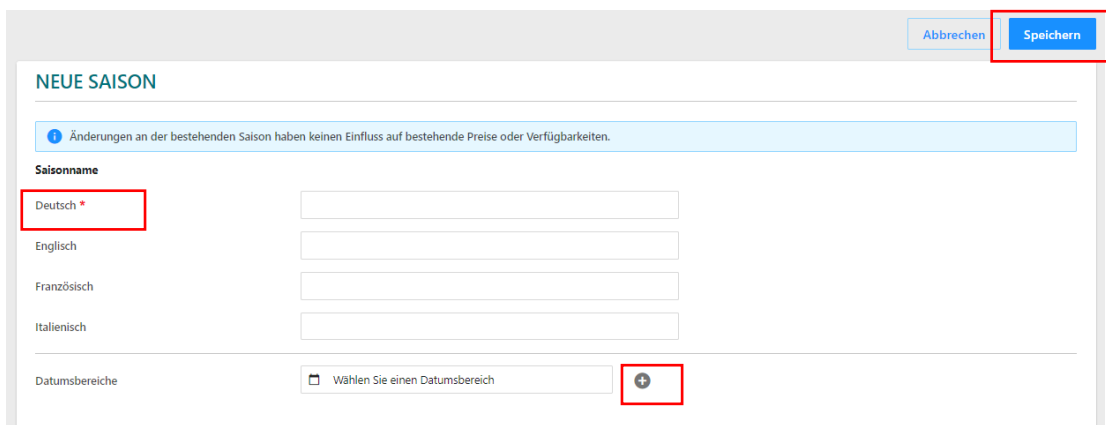 Abbrechen
Speichern
NEUE SAISON
Änderungen an der bestehenden Saison haben keinen Einfluss auf bestehende Preise oder Verfügbarkeiten.
Saisonname
Deutsch *
Englisch
Französisch
Italienisch
Datumsbereiche
Wählen Sie einen Datumsbereich